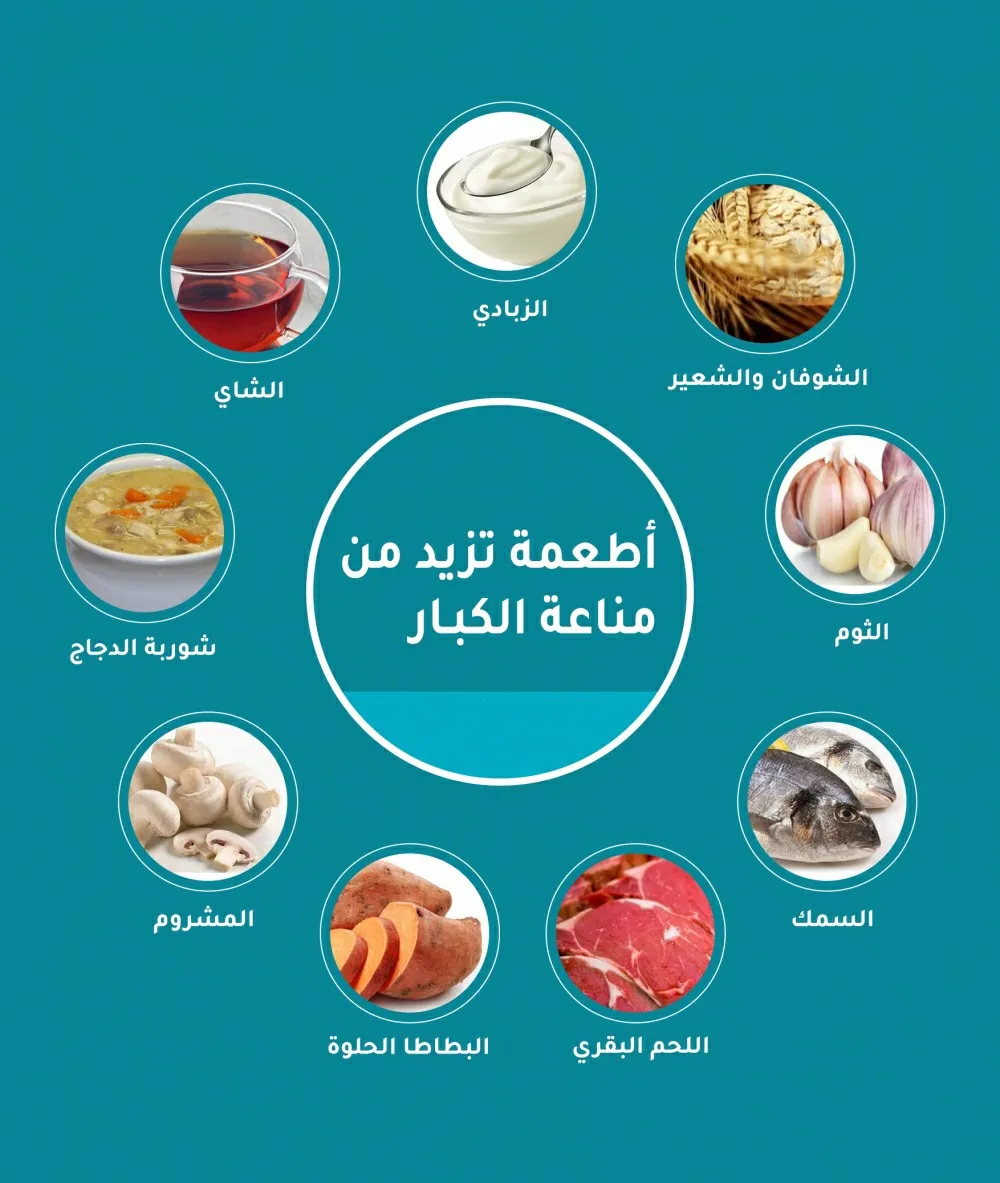 أطعمة تزيد من
مناعة الكبار
الزبادي
الشوفان والشعير
الثوم
السمك
اللحم البقري
البطاطا الحلوة
المشروم
شوربة الدجاج
الشاي